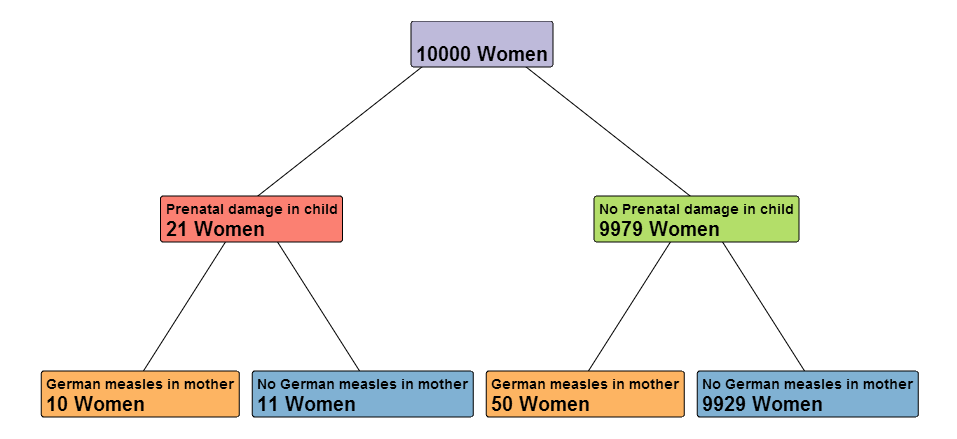 10000 Women
Prenatal damage in child
21 Women
No Prenatal damage in child
9979 Women
German measles in mother
10 Women
No German measles in mother
11 Women
German measles in mother
50 Women
No German measles in mother
9929 Women